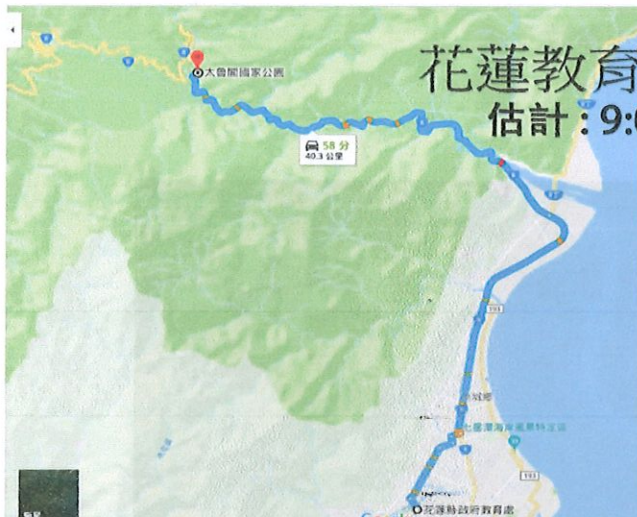 花蓮教育
估計：9:0
太魯閣國家公園
58 分
40.3 公里
193
七星潭海岸風景特定區
193
花蓮縣政府教育處